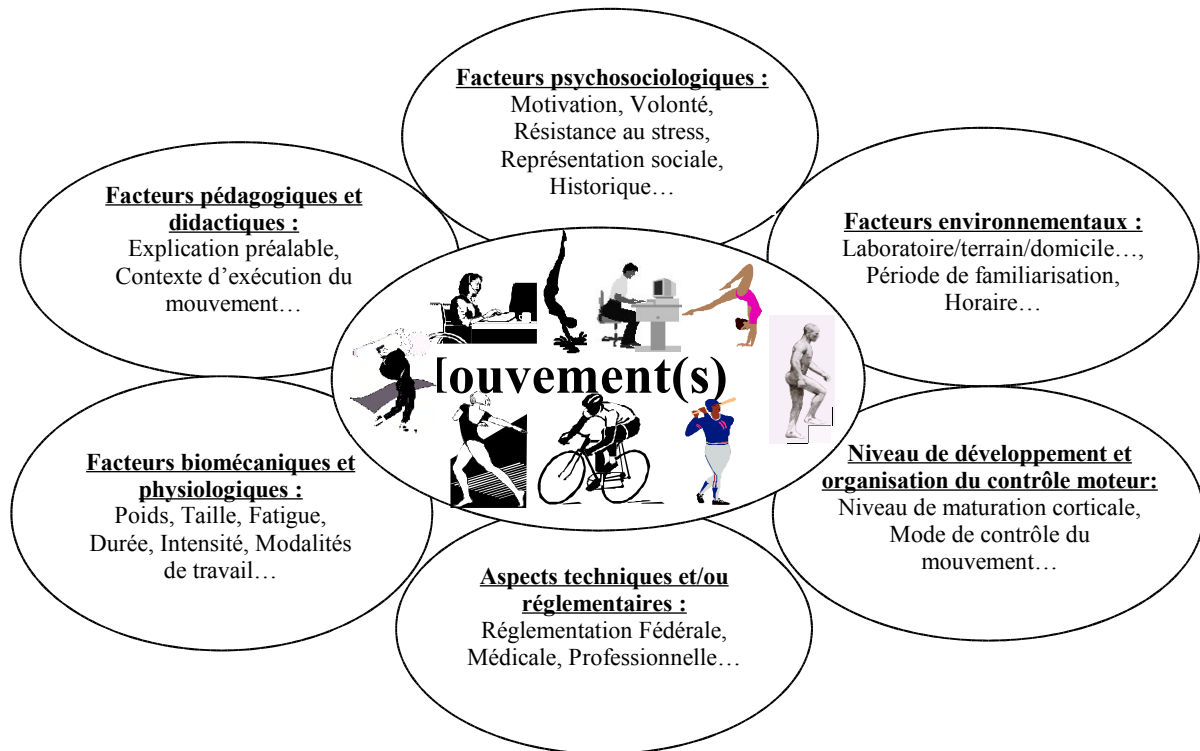 Facteurs psychosociologiques :
Motivation, Volonté,
Résistance au stress,
Représentation sociale,
Historique…
Facteurs pédagogiques et
didactiques :
Explication préalable,
Contexte d’exécution du
mouvement…
Facteurs environnementaux :
Laboratoire/terrain/domicile…,
Période de familiarisation,
Horaire…
ouvement(s)
Facteurs biomécaniques et
physiologiques :
Poids, Taille, Fatigue,
Durée, Intensité, Modalités
de travail…
Niveau de développement et
organisation du contrôle moteur:
Niveau de maturation corticale,
Mode de contrôle du
mouvement…
Aspects techniques et/ou
réglementaires :
Réglementation Fédérale,
Médicale, Professionnelle…